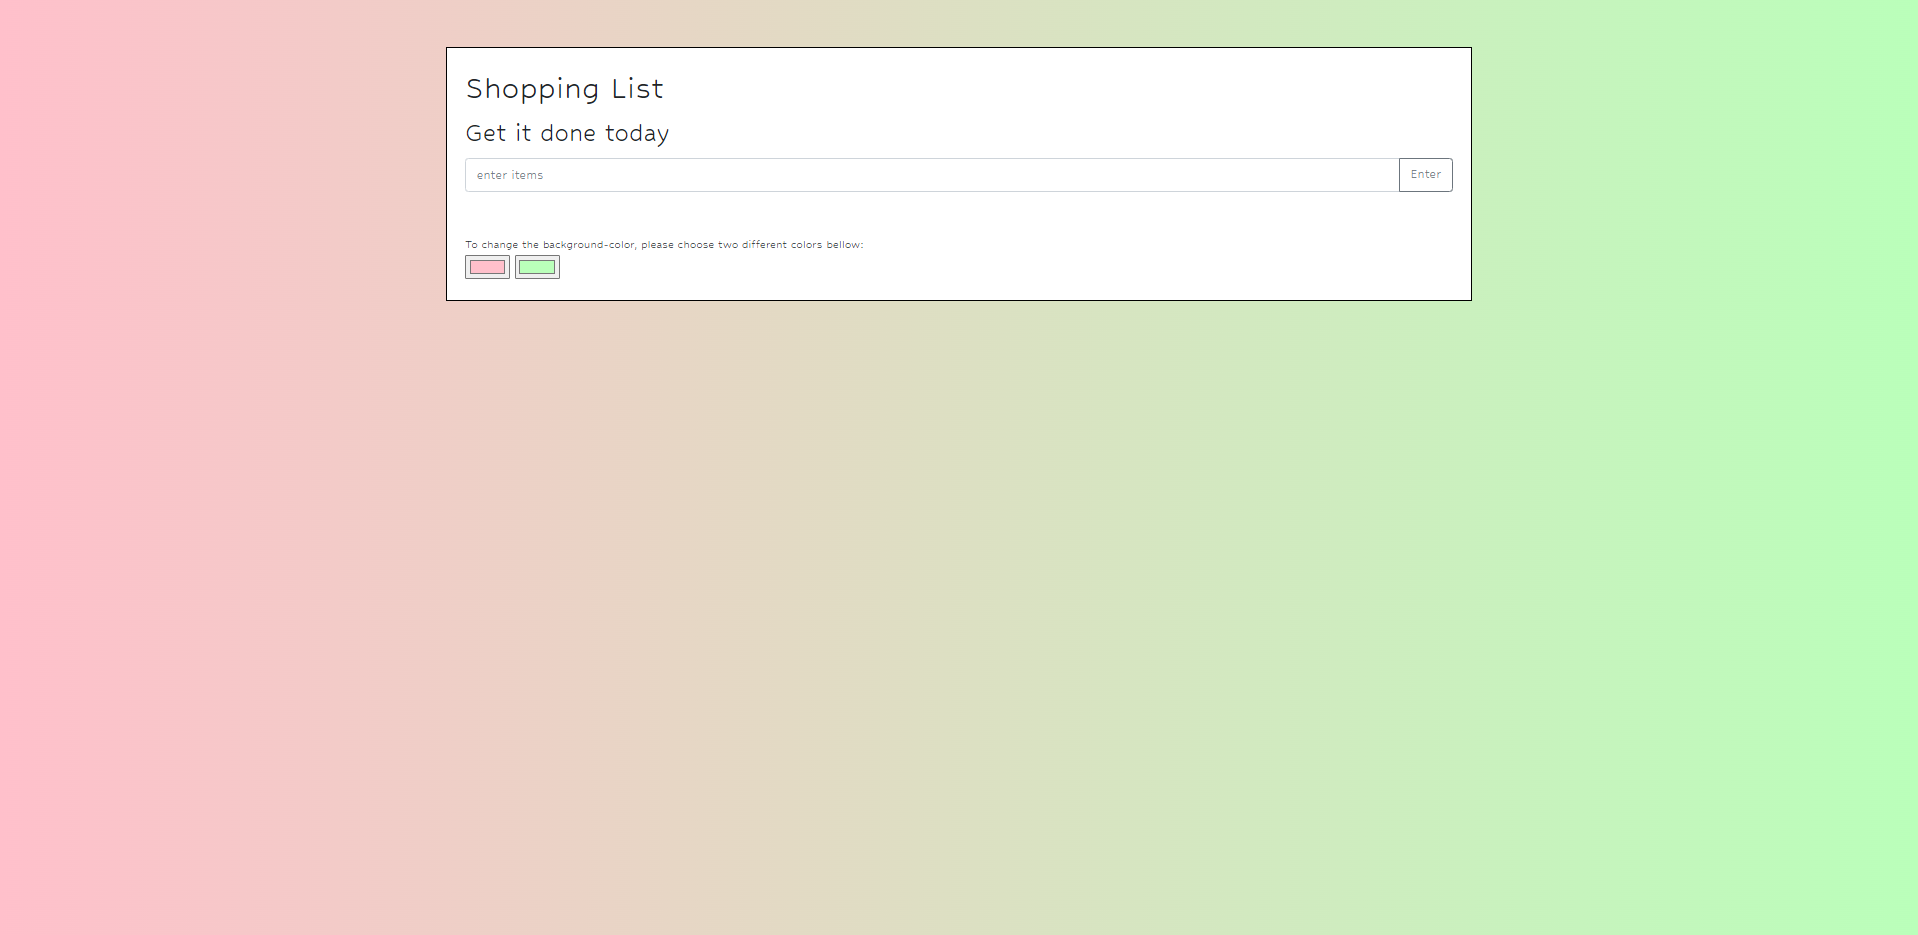 Shopping List
Get it done today
enter items
Enter
To change the background-color, please choose two different colors bellow: